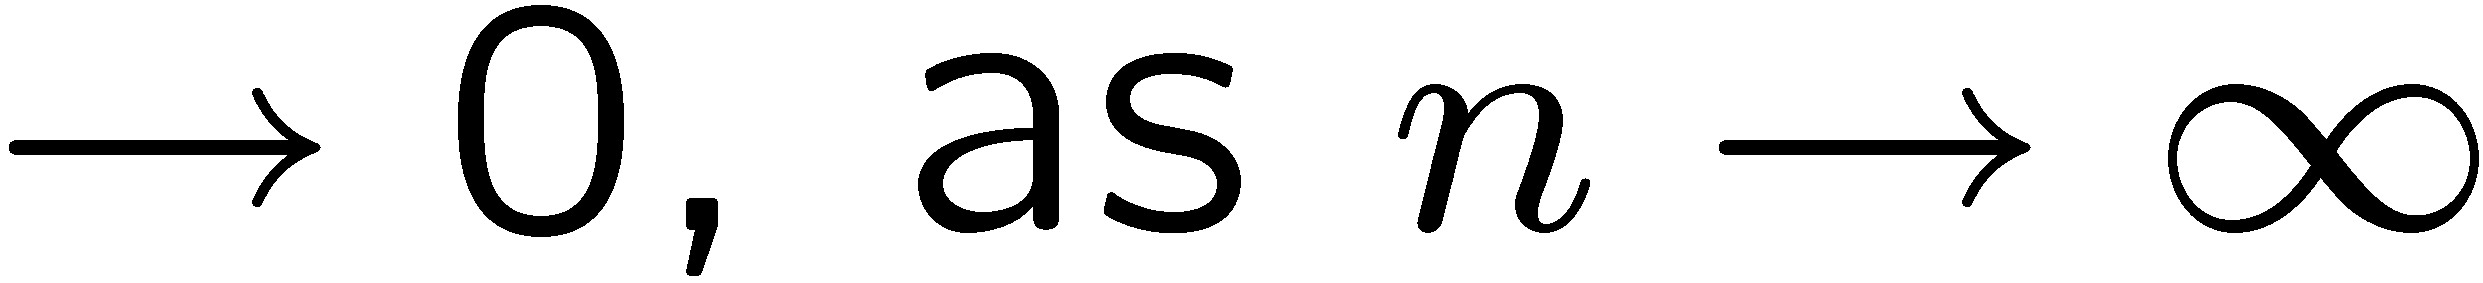 → 0, as n → ∞